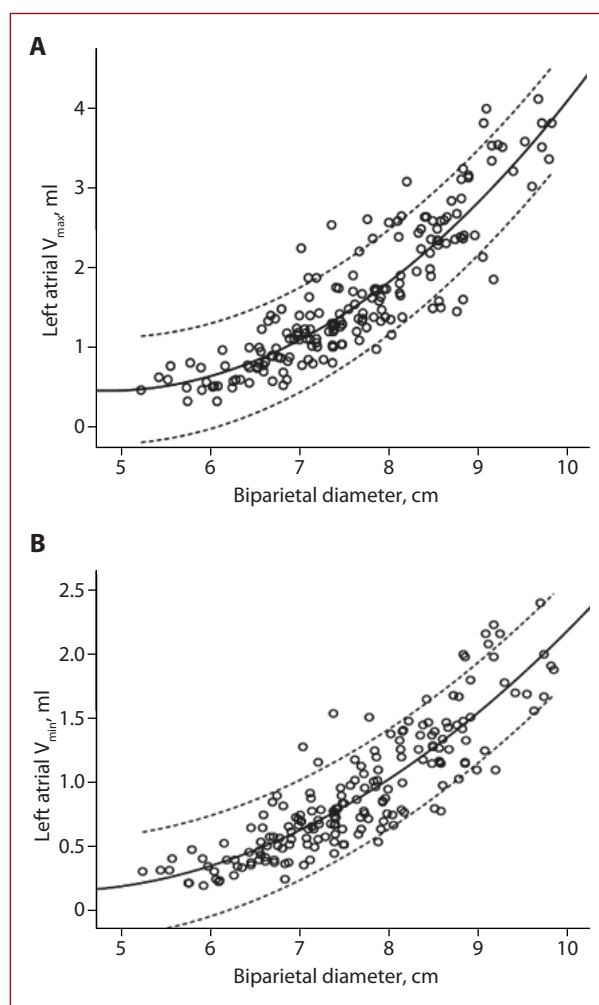 A
4
3
2
1
0
Left atrial Vmax, ml
5 6 7 8 9 10
Biparietal diameter, cm
B
2.5
2.0
1.5
1.0
0.5
0
Left atrial Vmin, ml
5 6 7 8 9 10
Biparietal diameter, cm